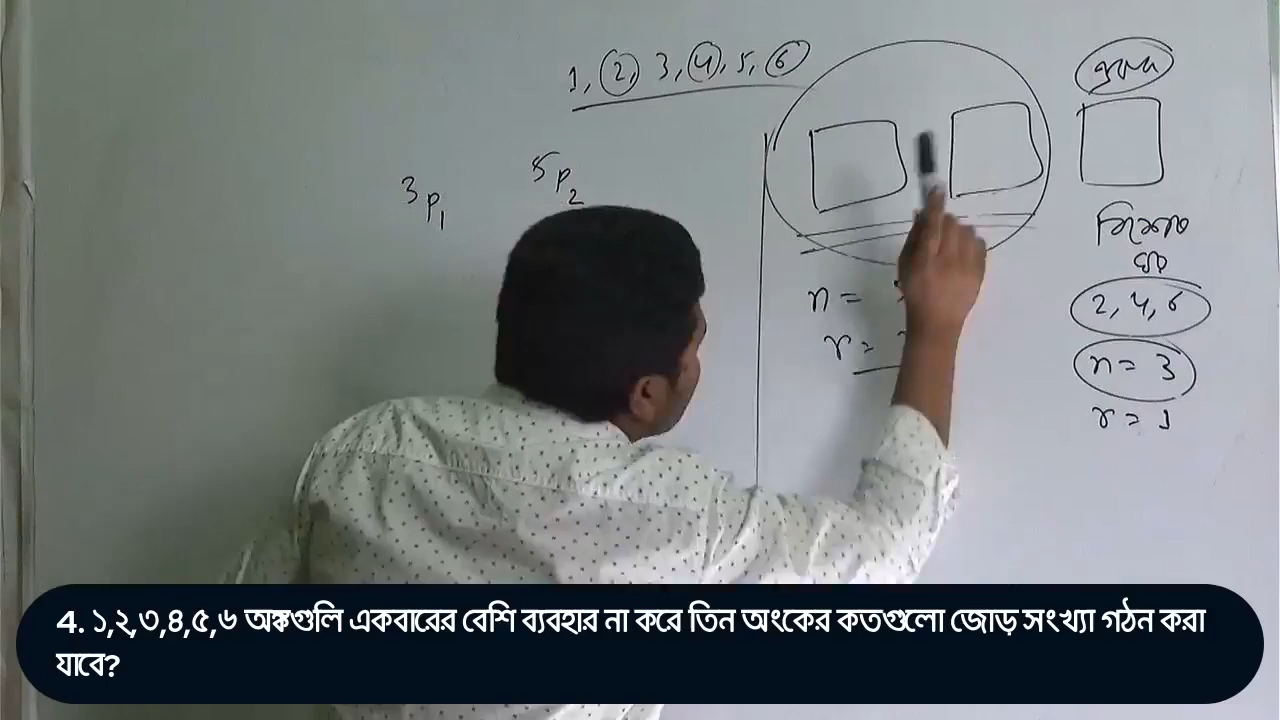 1, 2, 3, 4, 5, 6
³P₁
⁵P₂
n =
r =
বিশেষ
2, 4, 6
n = 3
r = 1
4. ১,২,৩,৪,৫,৬ অঙ্কগুলি একবারের বেশি ব্যবহার না করে তিন অংকের কতগুলো জোড় সংখ্যা গঠন করা
যাবে?